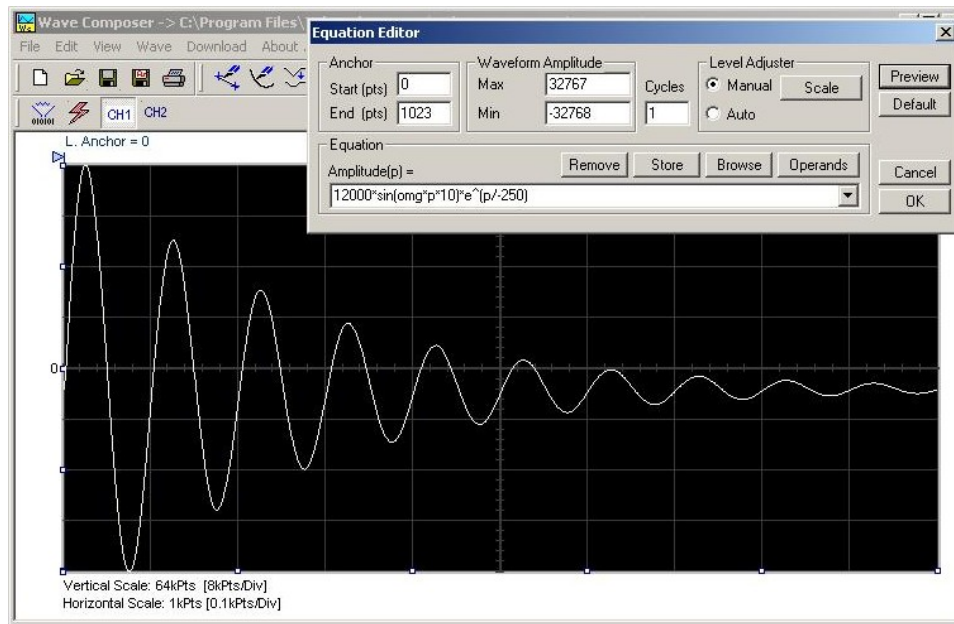 Wave Composer -> C:\Program Files\
File Edit View Wave Download About
CH1 CH2
L. Anchor = 0
0
Equation Editor
Anchor
Start (pts) 0
End (pts) 1023
Waveform Amplitude
Max 32767
Min -32768
Cycles
1
Level Adjuster
Manual
Scale
Auto
Preview
Default
Cancel
OK
Equation
Amplitude(p) =
Remove Store Browse Operands
12000*sin(omg*p*10)*e^(p/-250)
Vertical Scale: 64kPts [8kPts/Div]
Horizontal Scale: 1kPts [0.1kPts/Div]